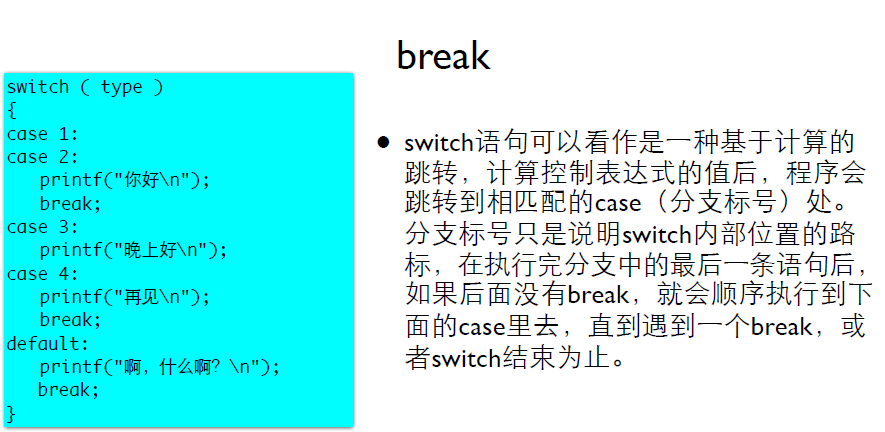 break
switch ( type )
{
case 1:
case 2:
printf("你好\n");
break;
case 3:
printf("晚上好\n");
case 4:
printf("再见\n");
break;
default:
printf("啊，什么啊？\n");
break;
}
• switch语句可以看作是一种基于计算的
跳转，计算控制表达式的值后，程序会
跳转到相匹配的case（分支标号）处。
分支标号只是说明switch内部位置的路
标，在执行完分支中的最后一条语句后，
如果后面没有break，就会顺序执行到下
面的case里去，直到遇到一个break，或
者switch结束为止。